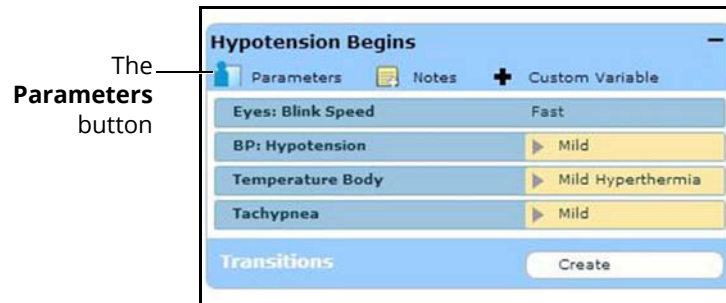 The
Parameters
button
Hypotension Begins
Parameters Notes Custom Variable
Eyes: Blink Speed Fast
BP: Hypotension Mild
Temperature Body Mild Hyperthermia
Tachypnea Mild
Transitions Create